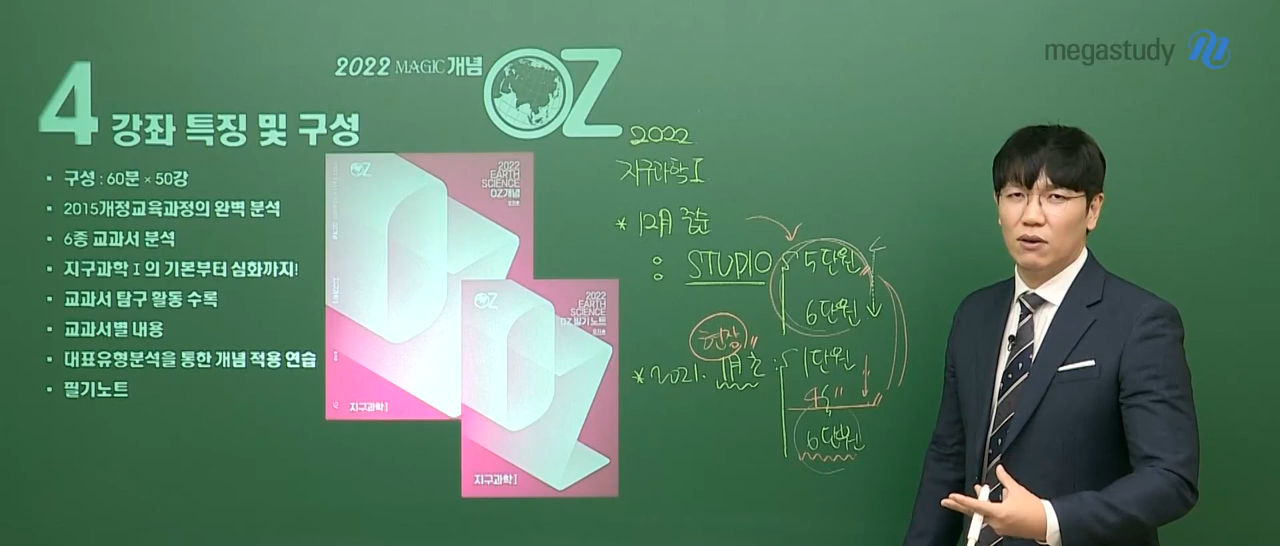 megastudy
2022 MAGIC 개념 OZ
4 강좌 특징 및 구성
▪ 구성 : 60분 × 50강
▪ 2015개정교육과정의 완벽 분석
▪ 6종 교과서 분석
▪ 지구과학Ⅰ의 기본부터 심화까지!
▪ 교과서 탐구 활동 수록
▪ 교과서별 내용
▪ 대표유형분석을 통한 개념 적용 연습
▪ 필기노트
OZ
2022
EARTH
SCIENCE
OZ개념
지구과학Ⅰ
OZ
2022
EARTH
SCIENCE
OZ 필기 노트
지구과학Ⅰ
2022
지구과학Ⅰ
* 12月 중순
: STUDIO 5단원
6단원
현장
* 2021. 1月 초 : 1단원
6단원